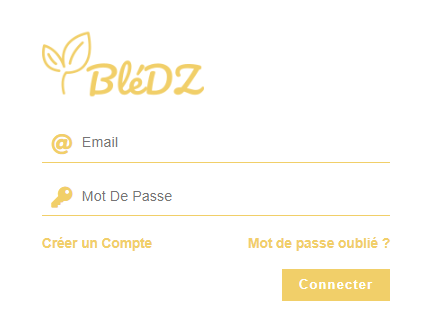 BléDZ
@ Email
Mot De Passe
Créer un Compte
Mot de passe oublié ?
Connecter